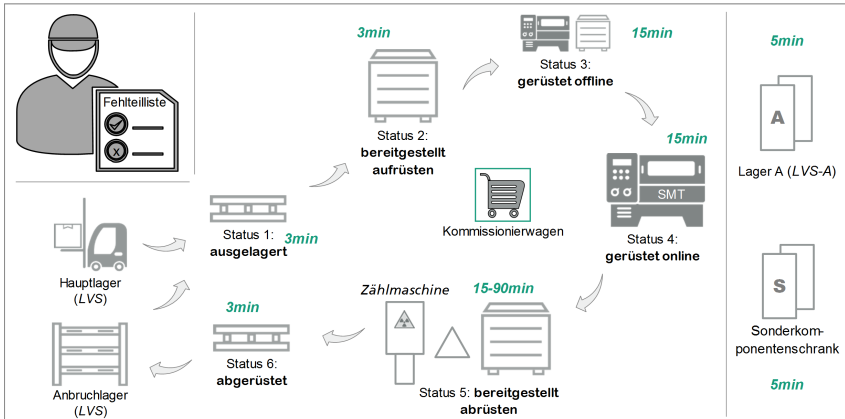 Fehlteilliste
X
Hauptlager
(LVS)
Anbruchlager
(LVS)
Status 1:
ausgelagert
3min
3min
Status 2:
bereitgestellt
aufrüsten
15min
Status 3:
gerüstet offline
15min
SMT
Status 4:
gerüstet online
Kommissionierwagen
Zählmaschine
15-90min
Status 5: bereitgestellt
abrüsten
3min
Status 6:
abgerüstet
5min
A
Lager A (LVS-A)
S
Sonderkom-
ponentenschrank
5min